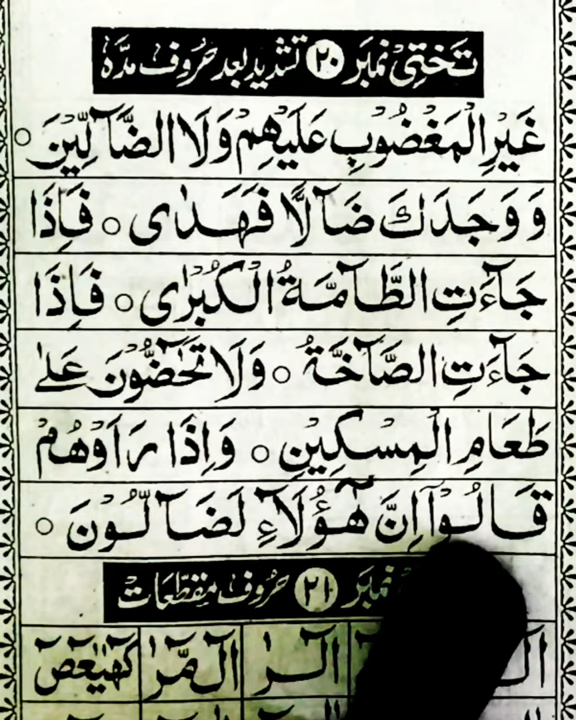 تختی نمبر ۲۰ تشدید بعد حروف مدّہ
غَیْرِ الْمَغْضُوْبِ عَلَیْهِمْ وَلَا الضَّآلِّیْنَ ○
وَ وَجَدَكَ ضَآلًّا فَهَدٰی ○ فَاِذَا
جَآءَتِ الطَّآمَّةُ الْكُبْرٰی ○ فَاِذَا
جَآءَتِ الصَّآخَّةُ ○ وَلَا تَحٰٓضُّوْنَ عَلٰی
طَعَامِ الْمِسْكِیْنِ ○ وَاِذَا رَاَوْهُمْ
قَالُوْۤا اِنَّ هٰۤؤُلَآءِ لَضَآلُّوْنَ ○
نمبر ۲۱ حروف مقطعات
الٓرٰ الٓمّٓرٰ كٓهٰیٰعٓصٓ